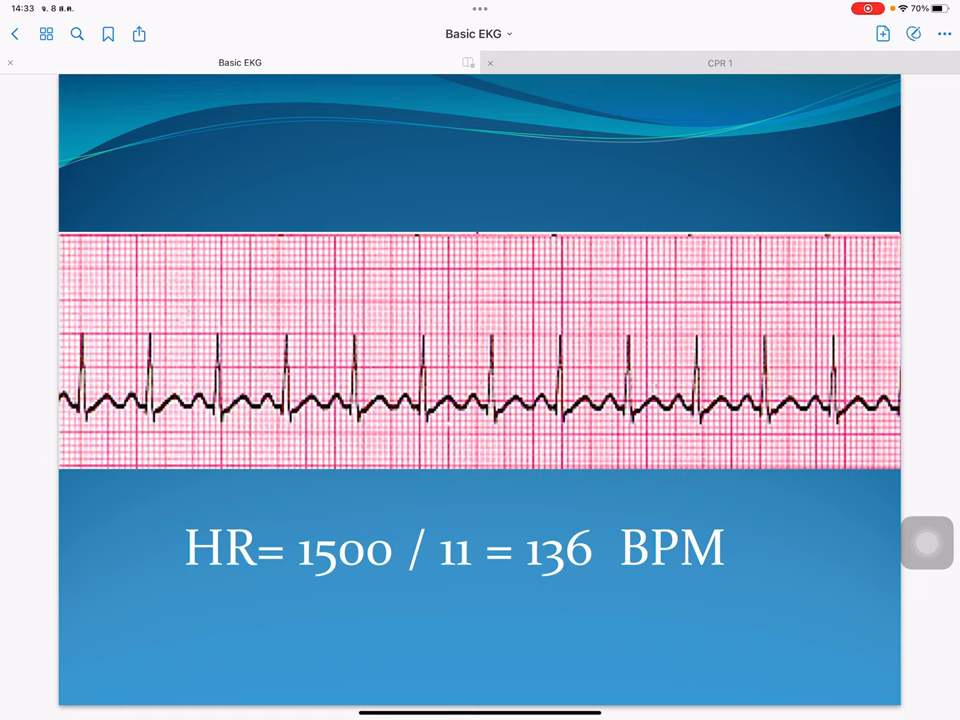 14:33 จ. 8 ส.ค.
70%
Basic EKG
Basic EKG
CPR 1
HR= 1500 / 11 = 136 BPM